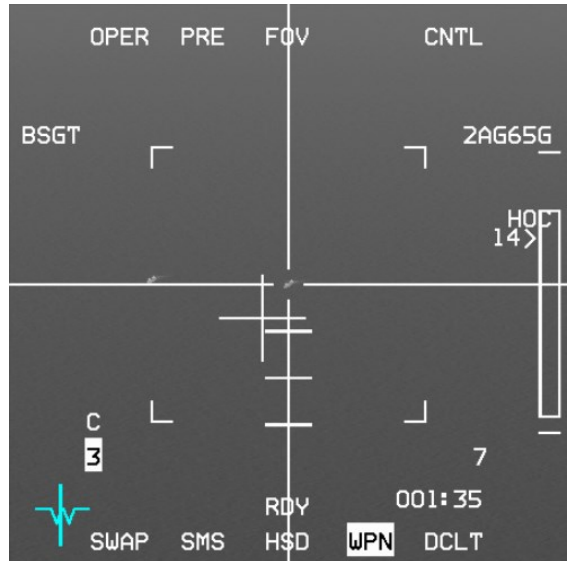 OPER PRE FOV CNTL
BSGT 2AG65G
HOC
14>
C
3 7
RDY 001:35
SWAP SMS HSD WPN DCLT